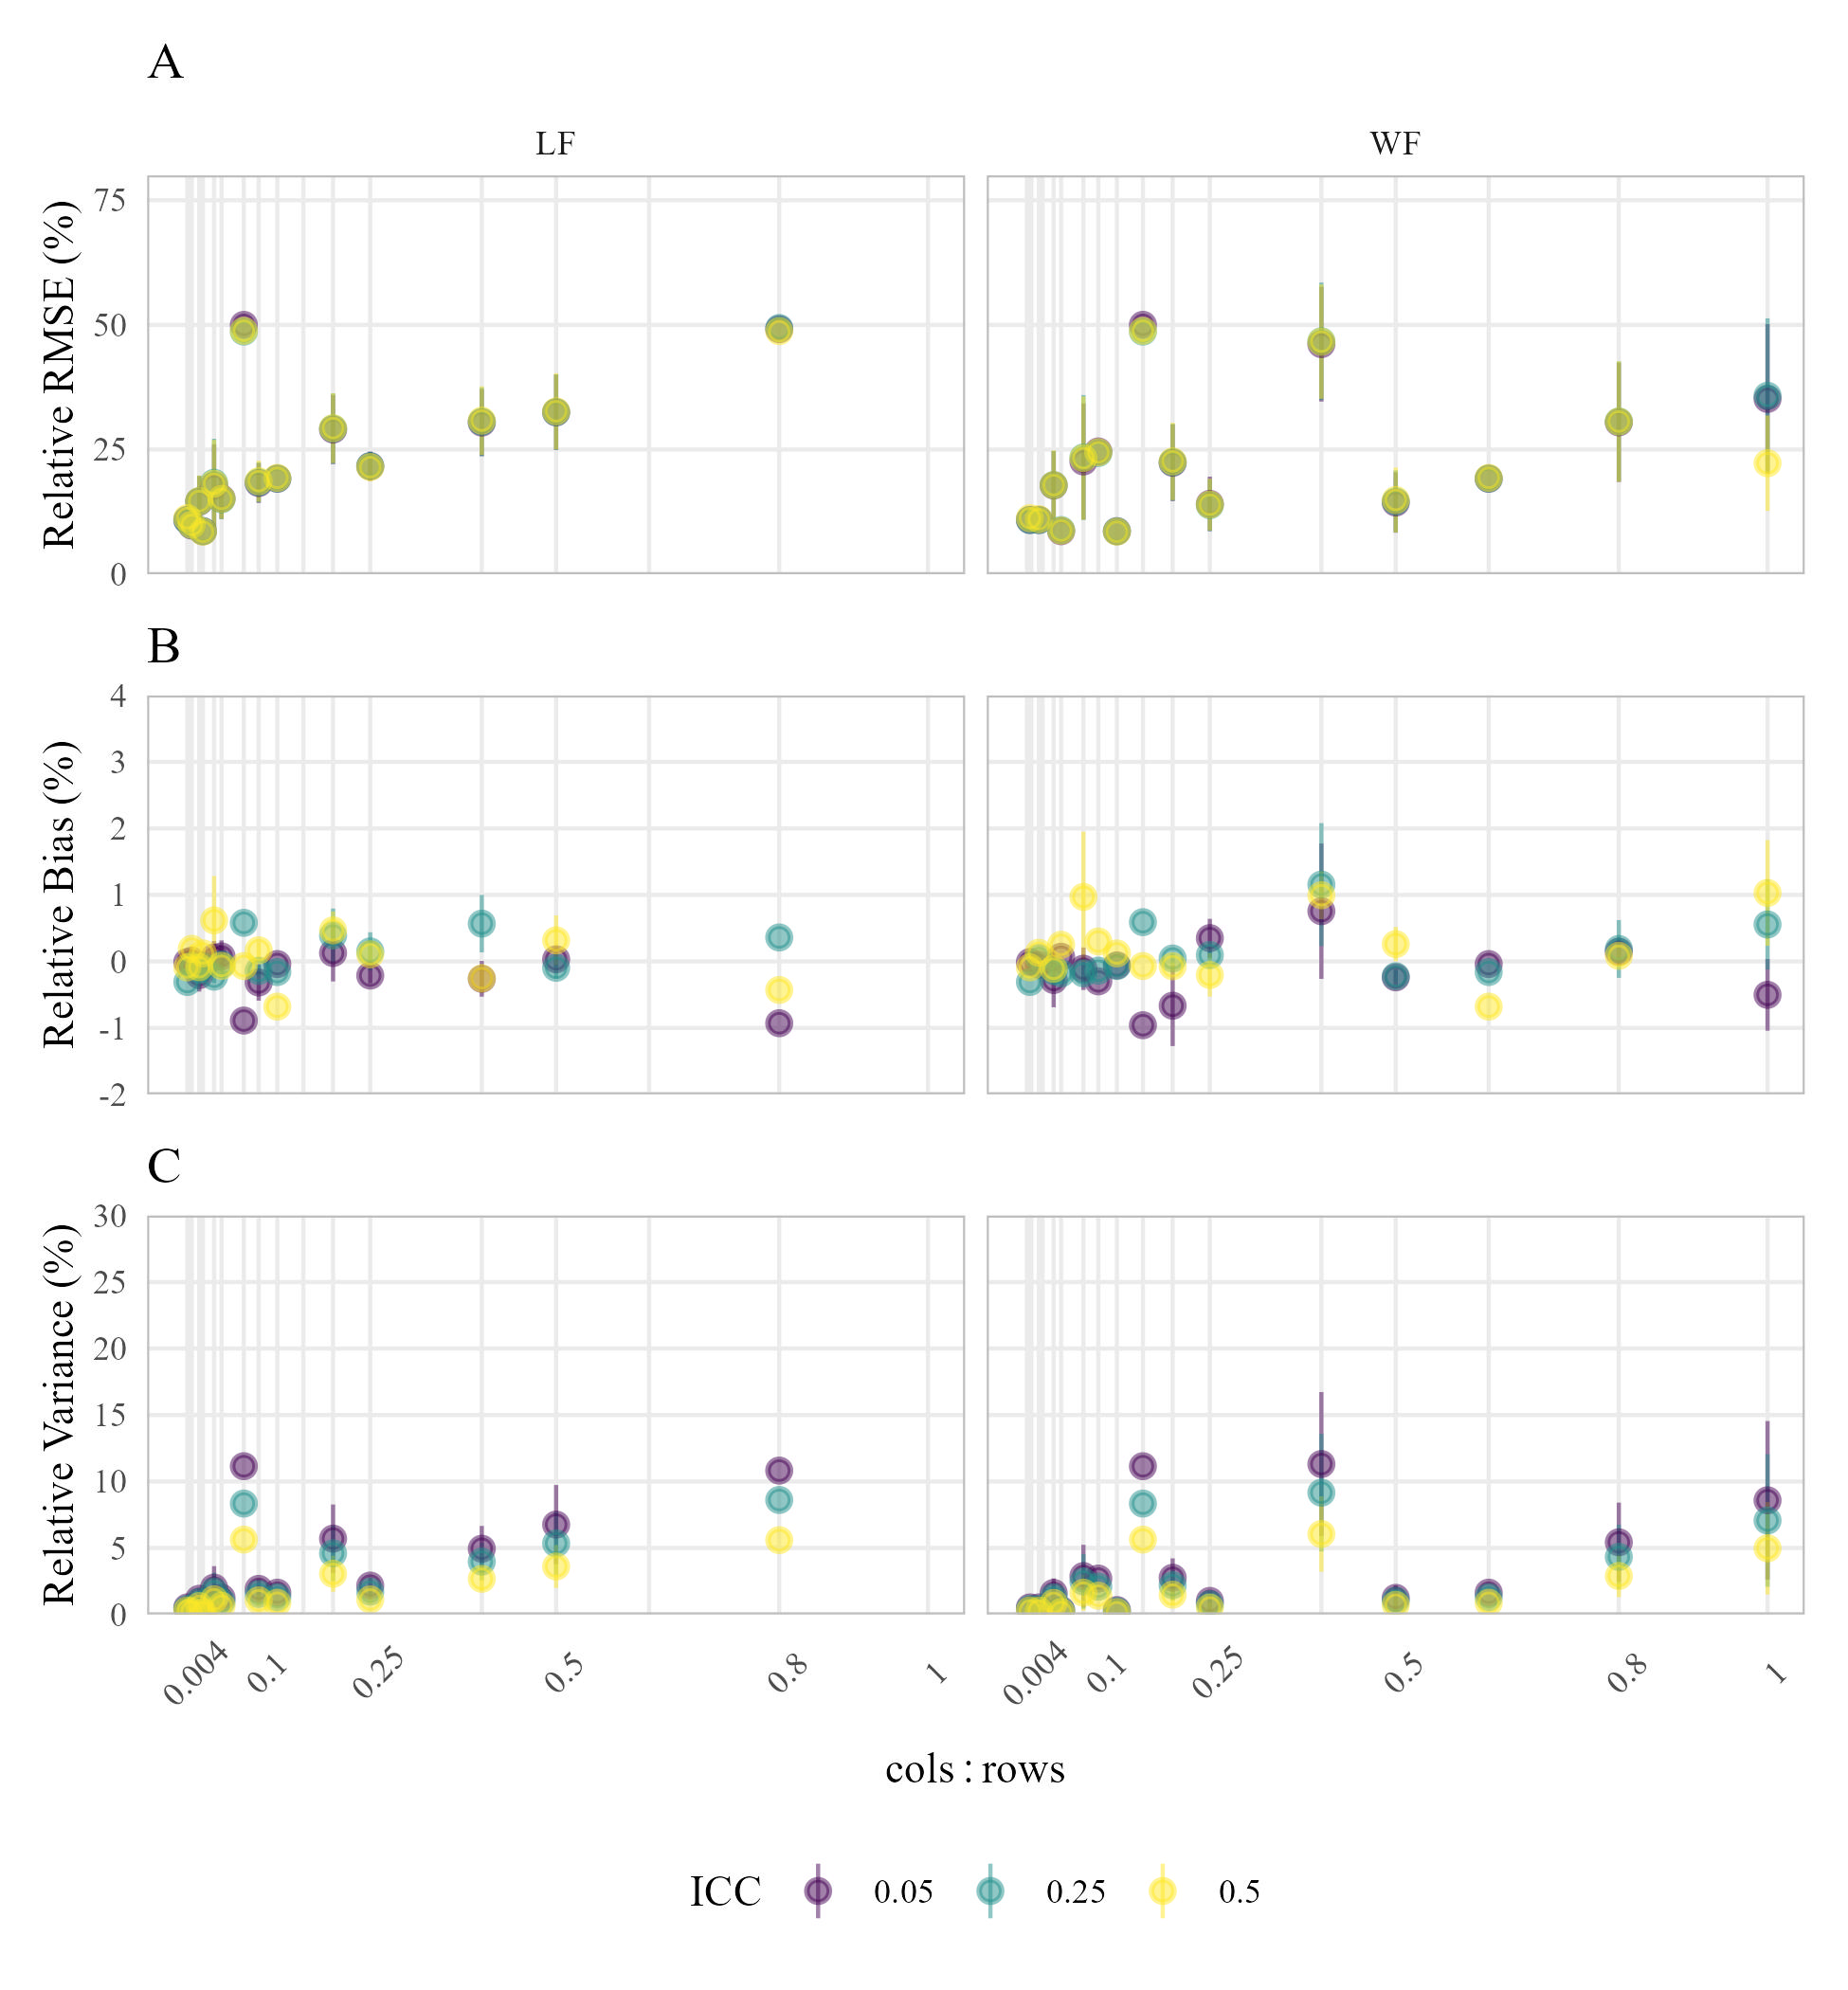 A
LF WF
Relative RMSE (%)
75
50
25
0
B
Relative Bias (%)
4
3
2
1
0
-1
-2
C
Relative Variance (%)
30
25
20
15
10
5
0
0.004 0.1 0.25 0.5 0.8 1 0.004 0.1 0.25 0.5 0.8 1
cols : rows
ICC 0.05 0.25 0.5